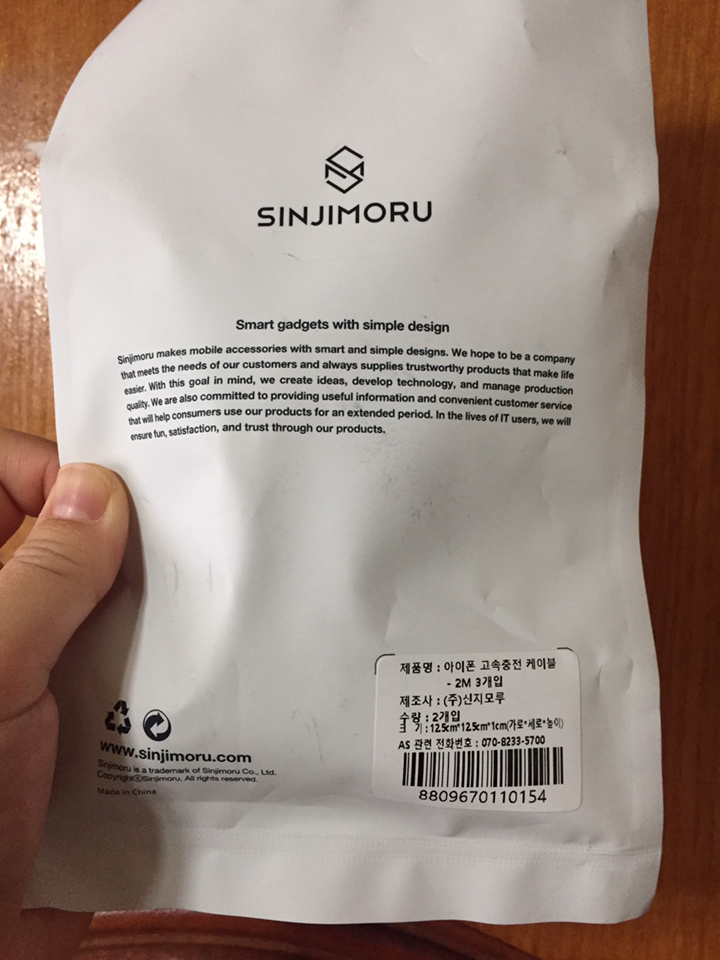 SINJIMORU
Smart gadgets with simple design
Sinjimoru makes mobile accessories with smart and simple designs. We hope to be a company
that meets the needs of our customers and always supplies trustworthy products that make life
easier. With this goal in mind, we create ideas, develop technology, and manage production
quality. We are also committed to providing useful information and convenient customer service
that will help consumers use our products for an extended period. In the lives of IT users, we will
ensure fun, satisfaction, and trust through our products.
제품명 : 아이폰 고속충전 케이블
- 2M 3개입
제조사 : (주)신지모루
수량 : 2개입
크 기 : 12.5cm*12.5cm*1cm(가로*세로*높이)
AS 관련 전화번호 : 070-8233-5700
8809670110154
www.sinjimoru.com
Sinjimoru is a trademark of Sinjimoru Co., Ltd.
CopyrightⓒSinjimoru. All rights reserved.
Made in China